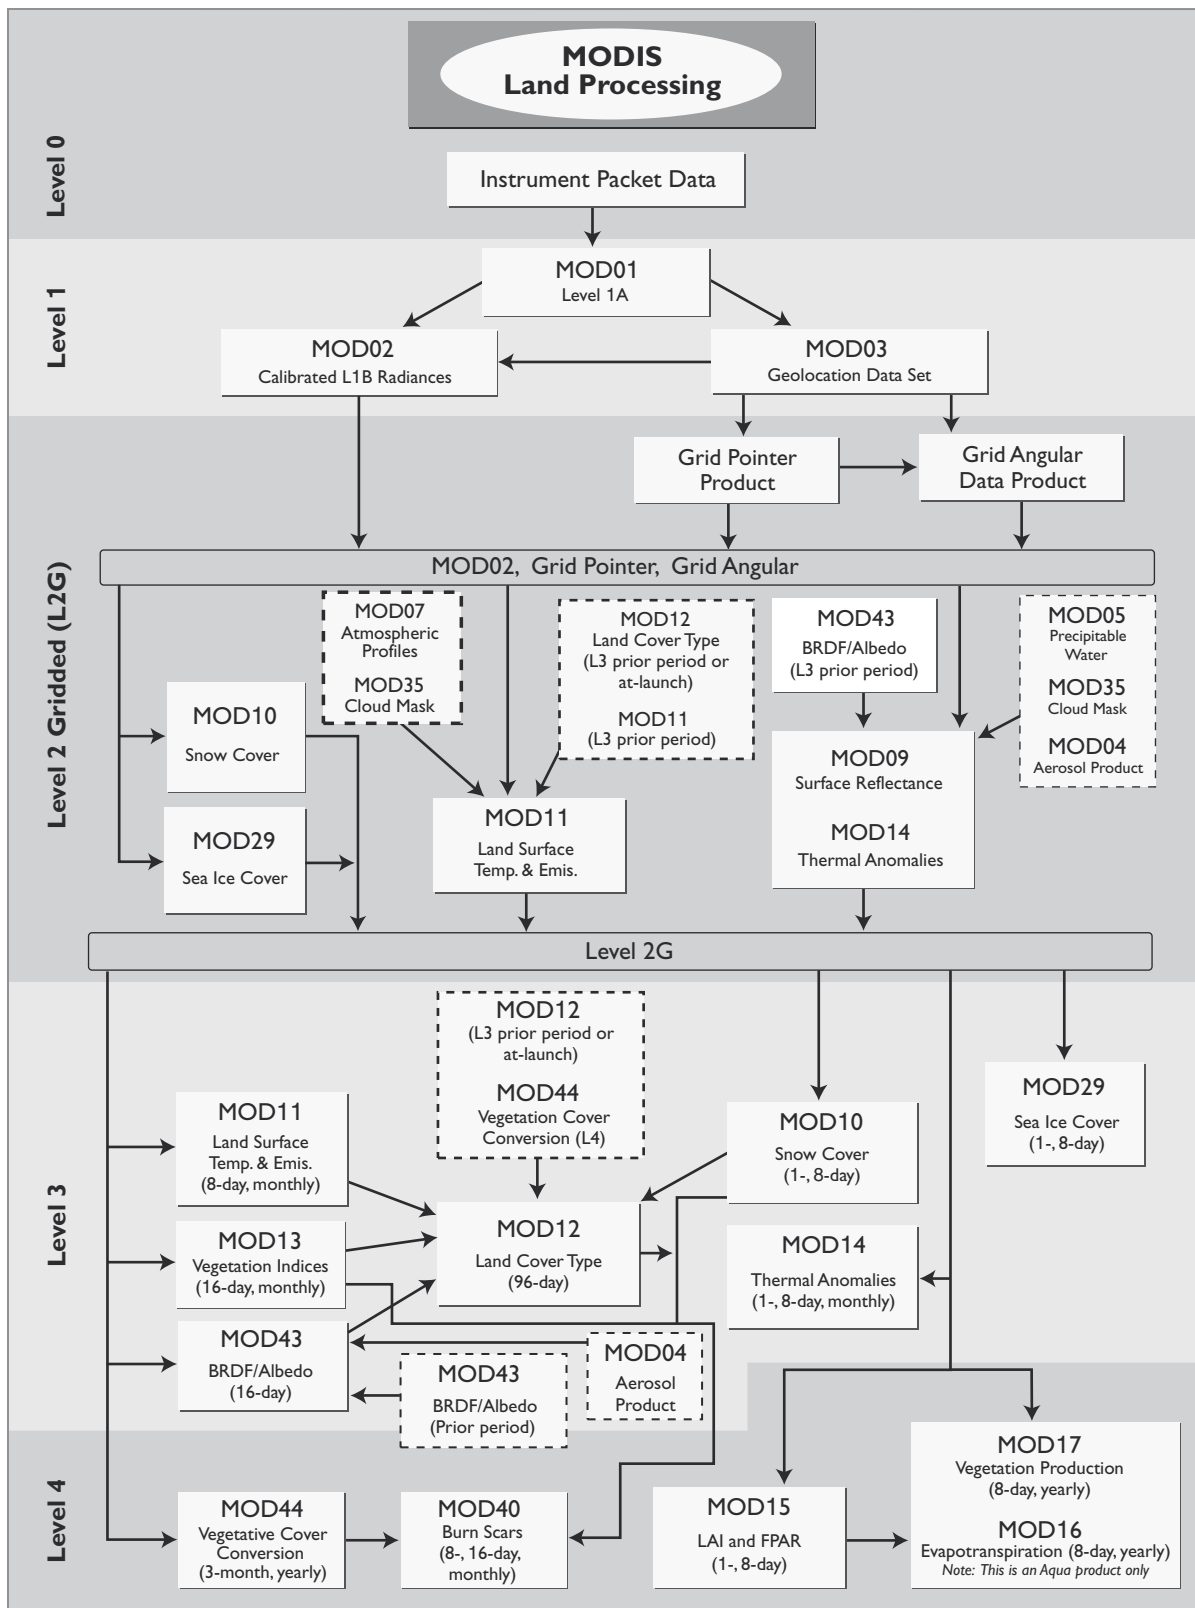 MODIS
Land Processing
Level 0
Instrument Packet Data
Level 1
MOD01
Level 1A
MOD02
Calibrated L1B Radiances
MOD03
Geolocation Data Set
Level 2 Gridded (L2G)
Grid Pointer
Product
Grid Angular
Data Product
MOD02, Grid Pointer, Grid Angular
MOD07
Atmospheric
Profiles
MOD35
Cloud Mask
MOD12
Land Cover Type
(L3 prior period or
at-launch)
MOD11
(L3 prior period)
MOD43
BRDF/Albedo
(L3 prior period)
MOD05
Precipitable
Water
MOD35
Cloud Mask
MOD04
Aerosol Product
MOD10
Snow Cover
MOD29
Sea Ice Cover
MOD11
Land Surface
Temp. & Emis.
MOD09
Surface Reflectance
MOD14
Thermal Anomalies
Level 2G
Level 3
MOD12
(L3 prior period or
at-launch)
MOD44
Vegetation Cover
Conversion (L4)
MOD11
Land Surface
Temp. & Emis.
(8-day, monthly)
MOD10
Snow Cover
(1-, 8-day)
MOD29
Sea Ice Cover
(1-, 8-day)
MOD13
Vegetation Indices
(16-day, monthly)
MOD12
Land Cover Type
(96-day)
MOD14
Thermal Anomalies
(1-, 8-day, monthly)
MOD43
BRDF/Albedo
(16-day)
MOD43
BRDF/Albedo
(Prior period)
MOD04
Aerosol
Product
Level 4
MOD44
Vegetative Cover
Conversion
(3-month, yearly)
MOD40
Burn Scars
(8-, 16-day,
monthly)
MOD15
LAI and FPAR
(1-, 8-day)
MOD17
Vegetation Production
(8-day, yearly)
MOD16
Evapotranspiration (8-day, yearly)
Note: This is an Aqua product only